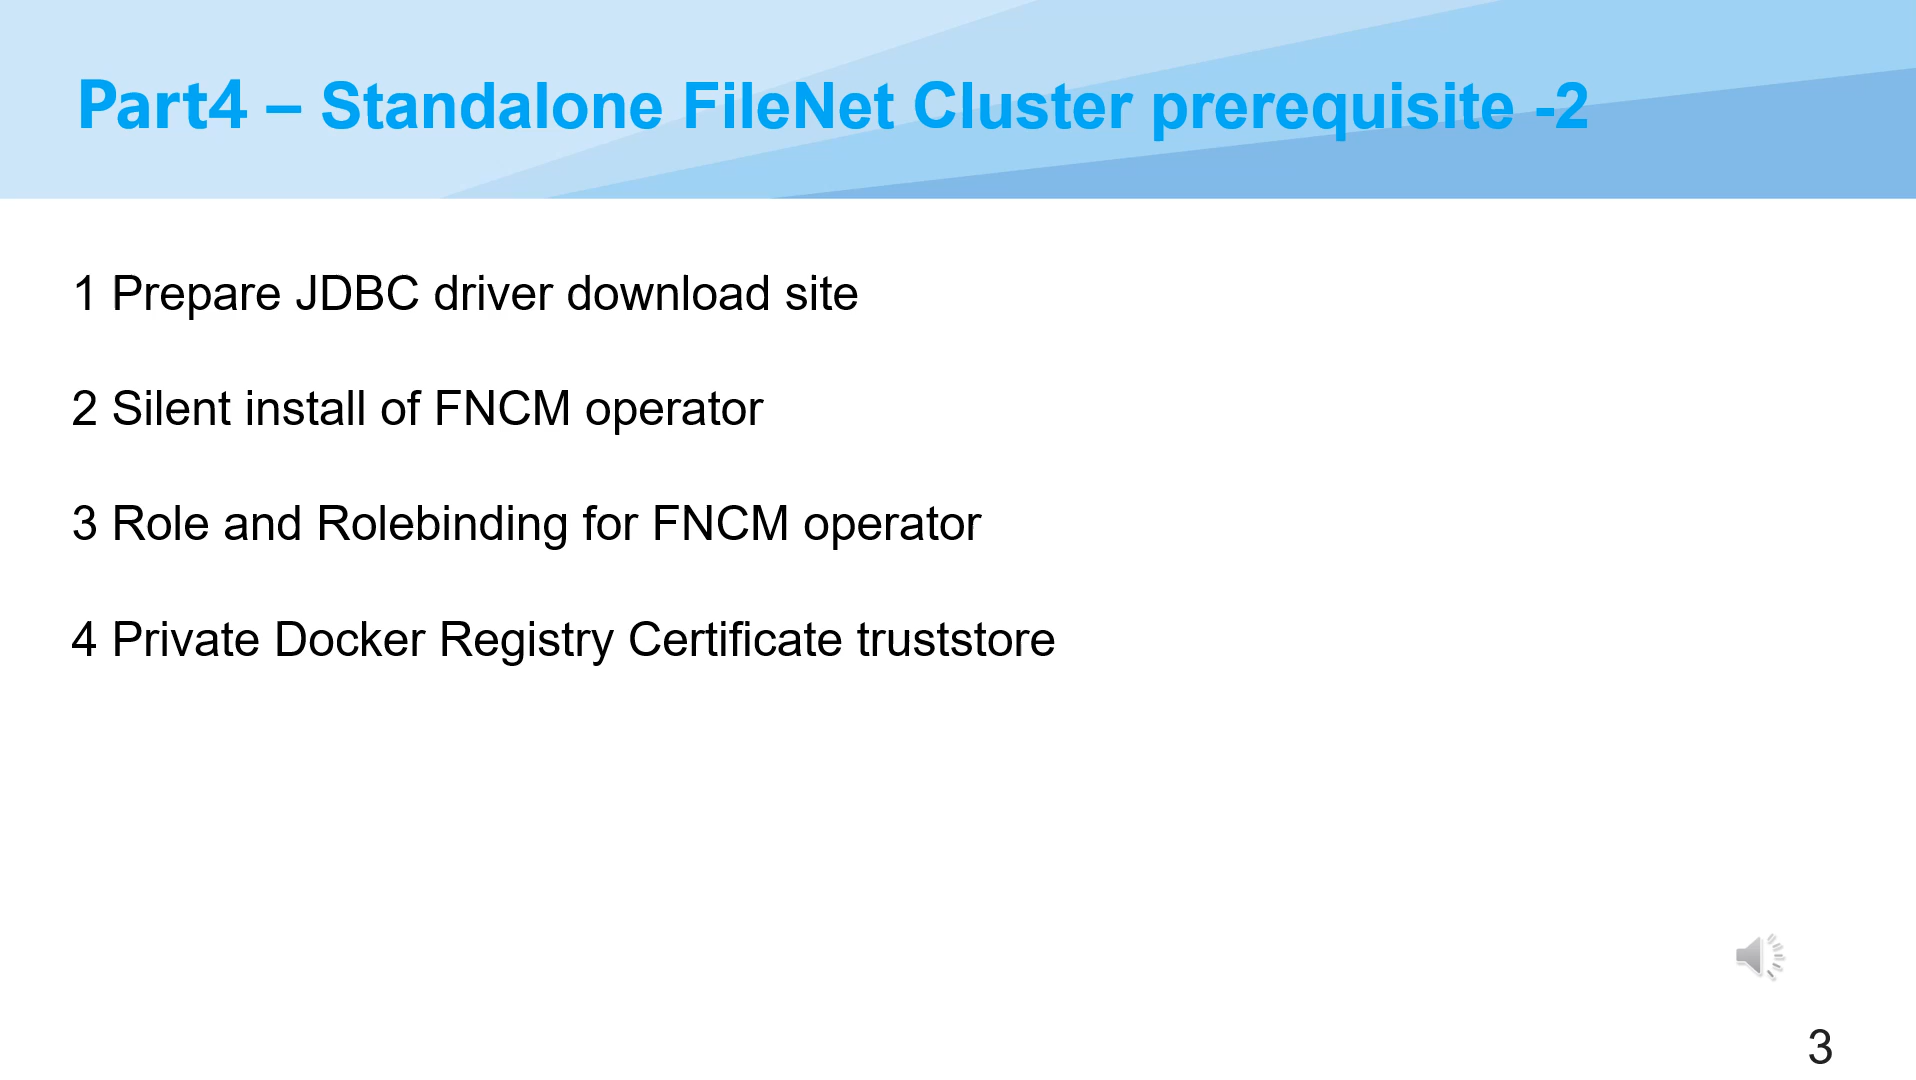 Part4 – Standalone FileNet Cluster prerequisite -2
1 Prepare JDBC driver download site
2 Silent install of FNCM operator
3 Role and Rolebinding for FNCM operator
4 Private Docker Registry Certificate truststore
3